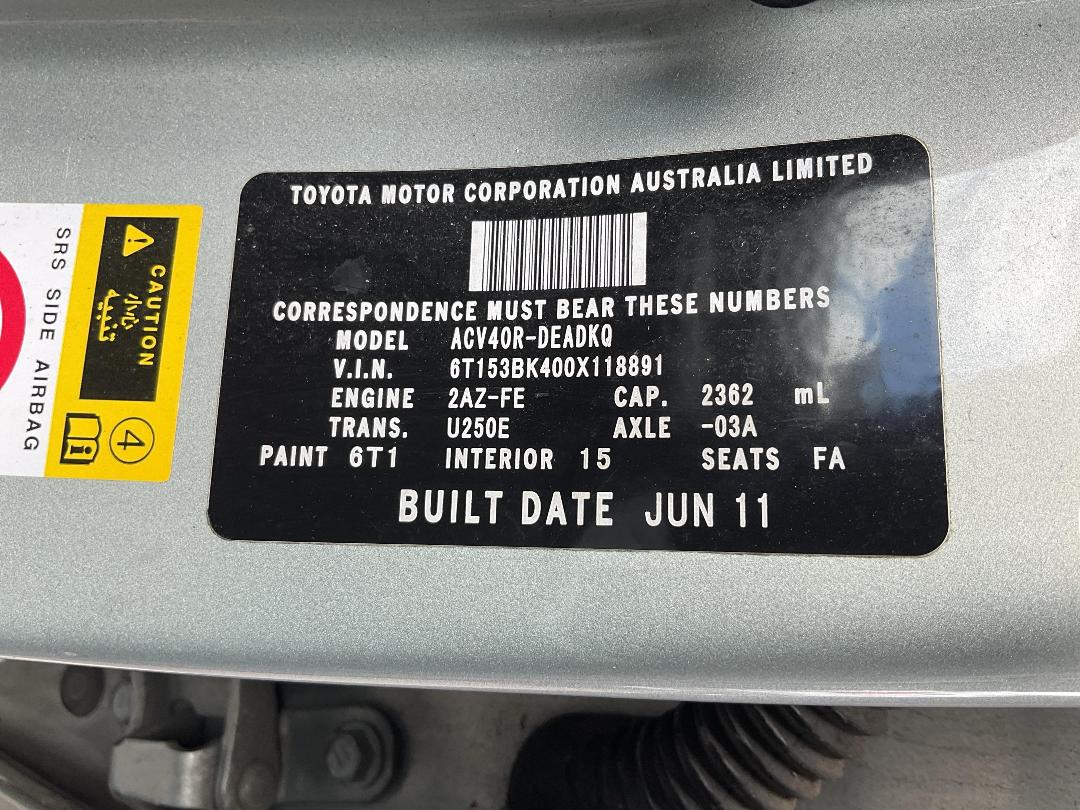 TOYOTA MOTOR CORPORATION AUSTRALIA LIMITED
CORRESPONDENCE MUST BEAR THESE NUMBERS
MODEL ACV40R-DEADKQ
V.I.N. 6T153BK400X118891
ENGINE 2AZ-FE CAP. 2362 mL
TRANS. U250E AXLE -03A
PAINT 6T1 INTERIOR 15 SEATS FA
BUILT DATE JUN 11
CAUTION
تنبيه
4
SRS SIDE AIRBAG